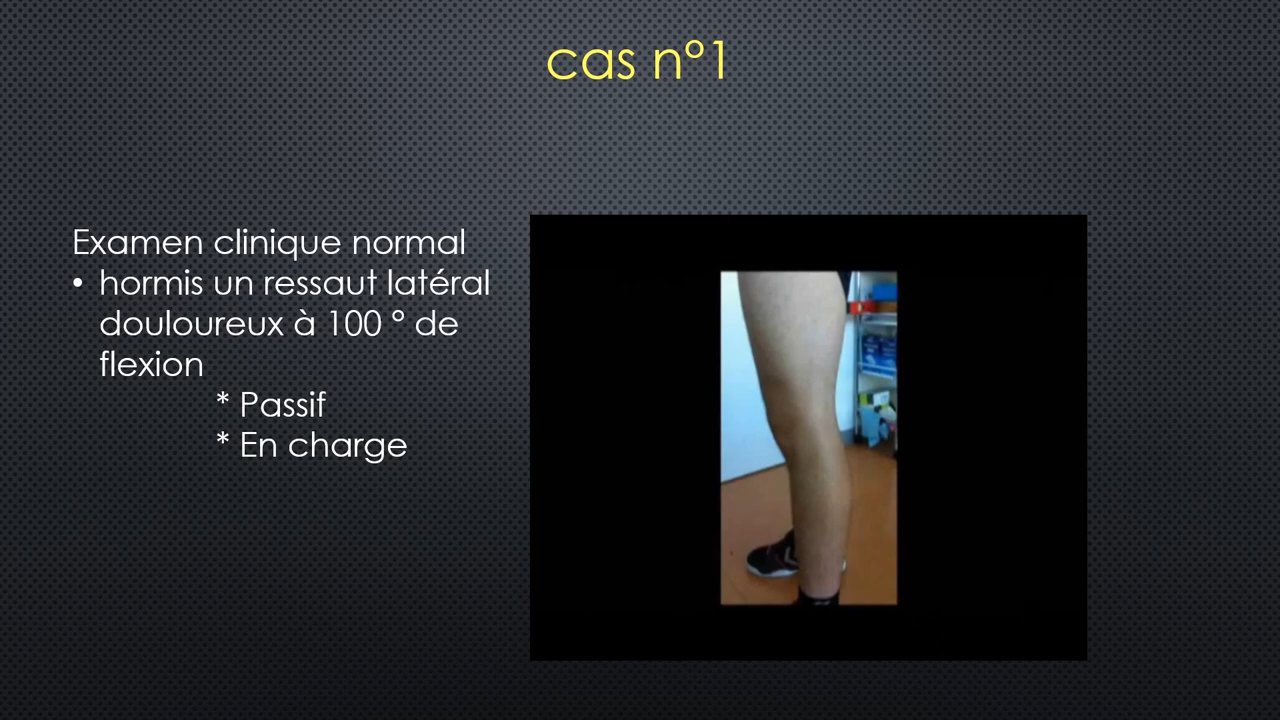 cas n°1
Examen clinique normal
• hormis un ressaut latéral
douloureux à 100 ° de
flexion
* Passif
* En charge